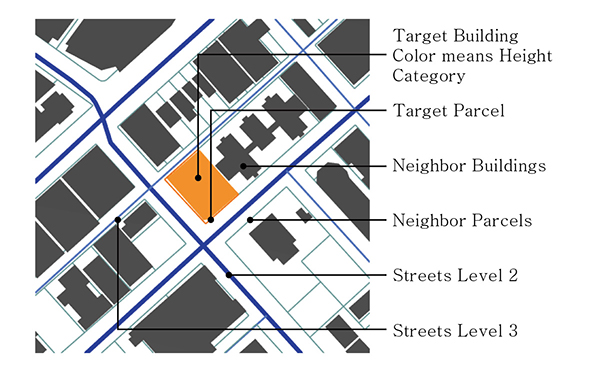 Target Building
Color means Height
Category
Target Parcel
Neighbor Buildings
Neighbor Parcels
Streets Level 2
Streets Level 3